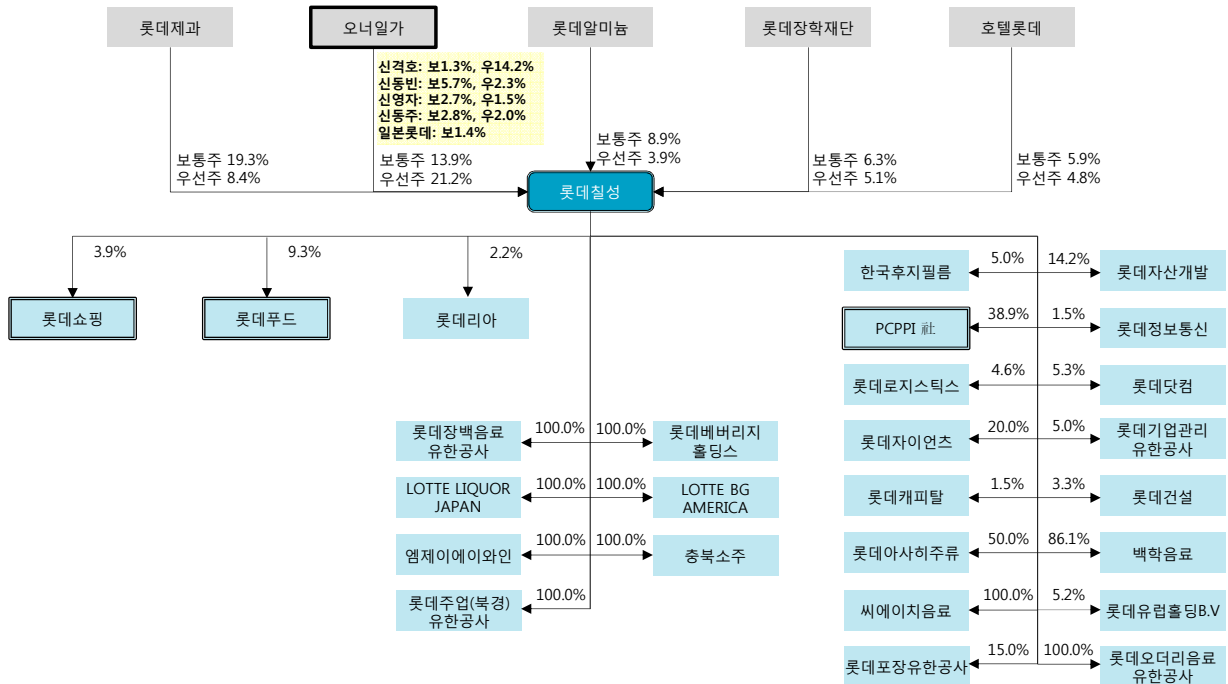 롯데제과
오너일가
롯데알미늄
롯데장학재단
호텔롯데
신격호: 보1.3%, 우14.2%
신동빈: 보5.7%, 우2.3%
신영자: 보2.7%, 우1.5%
신동주: 보2.8%, 우2.0%
일본롯데: 보1.4%
보통주 19.3%
우선주 8.4%
보통주 13.9%
우선주 21.2%
보통주 8.9%
우선주 3.9%
보통주 6.3%
우선주 5.1%
보통주 5.9%
우선주 4.8%
롯데칠성
3.9%
9.3%
2.2%
롯데쇼핑
롯데푸드
롯데리아
한국후지필름
5.0%
14.2%
롯데자산개발
PCPPI 社
38.9%
1.5%
롯데정보통신
롯데로지스틱스
4.6%
5.3%
롯데닷컴
롯데자이언츠
20.0%
5.0%
롯데기업관리
유한공사
롯데캐피탈
1.5%
3.3%
롯데건설
롯데아사히주류
50.0%
86.1%
백학음료
씨에이치음료
100.0%
5.2%
롯데유럽홀딩B.V
롯데포장유한공사
15.0%
100.0%
롯데오더리음료
유한공사
롯데장백음료
유한공사
100.0%
100.0%
롯데베버리지
홀딩스
LOTTE LIQUOR
JAPAN
100.0%
100.0%
LOTTE BG
AMERICA
엠제이에이와인
100.0%
100.0%
충북소주
롯데주업(북경)
유한공사
100.0%